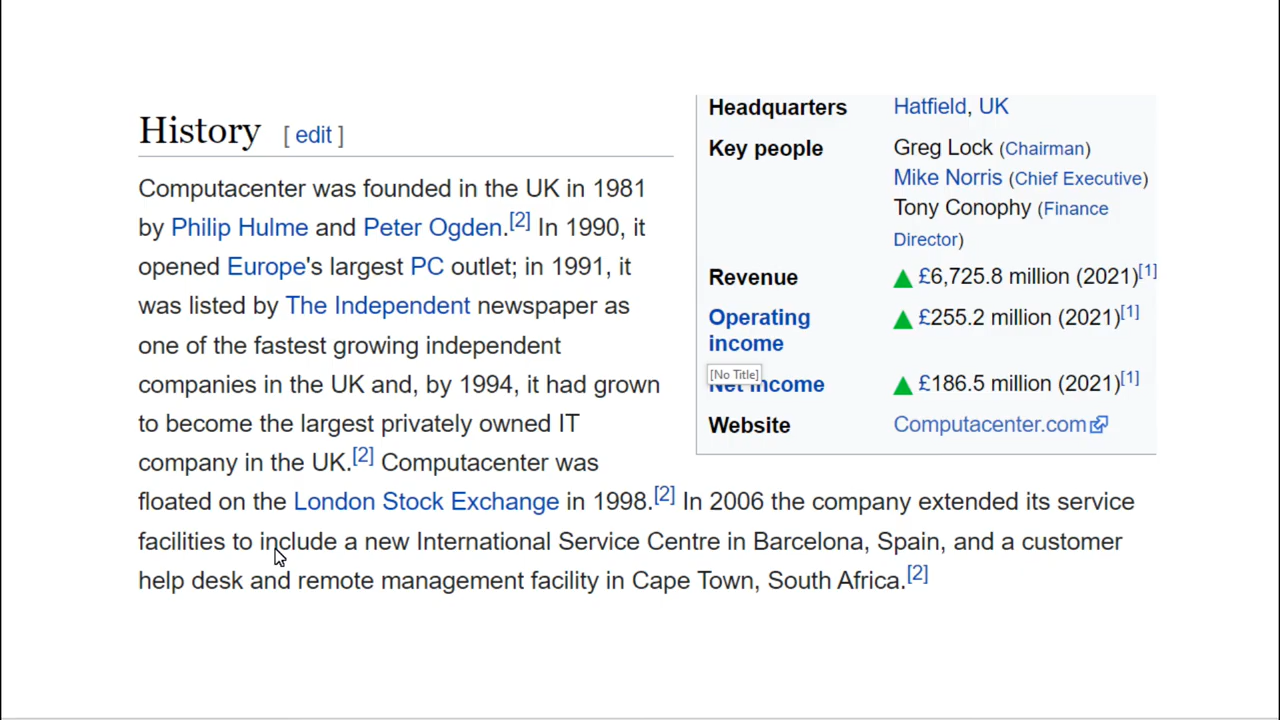 History [ edit ]
Computacenter was founded in the UK in 1981
by Philip Hulme and Peter Ogden.[2] In 1990, it
opened Europe's largest PC outlet; in 1991, it
was listed by The Independent newspaper as
one of the fastest growing independent
companies in the UK and, by 1994, it had grown
to become the largest privately owned IT
company in the UK.[2] Computacenter was
floated on the London Stock Exchange in 1998.[2] In 2006 the company extended its service
facilities to include a new International Service Centre in Barcelona, Spain, and a customer
help desk and remote management facility in Cape Town, South Africa.[2]
Headquarters Hatfield, UK
Key people Greg Lock (Chairman)
Mike Norris (Chief Executive)
Tony Conophy (Finance
Director)
Revenue ▲ £6,725.8 million (2021)[1]
Operating ▲ £255.2 million (2021)[1]
income
[No Title]
Net income ▲ £186.5 million (2021)[1]
Website Computacenter.com